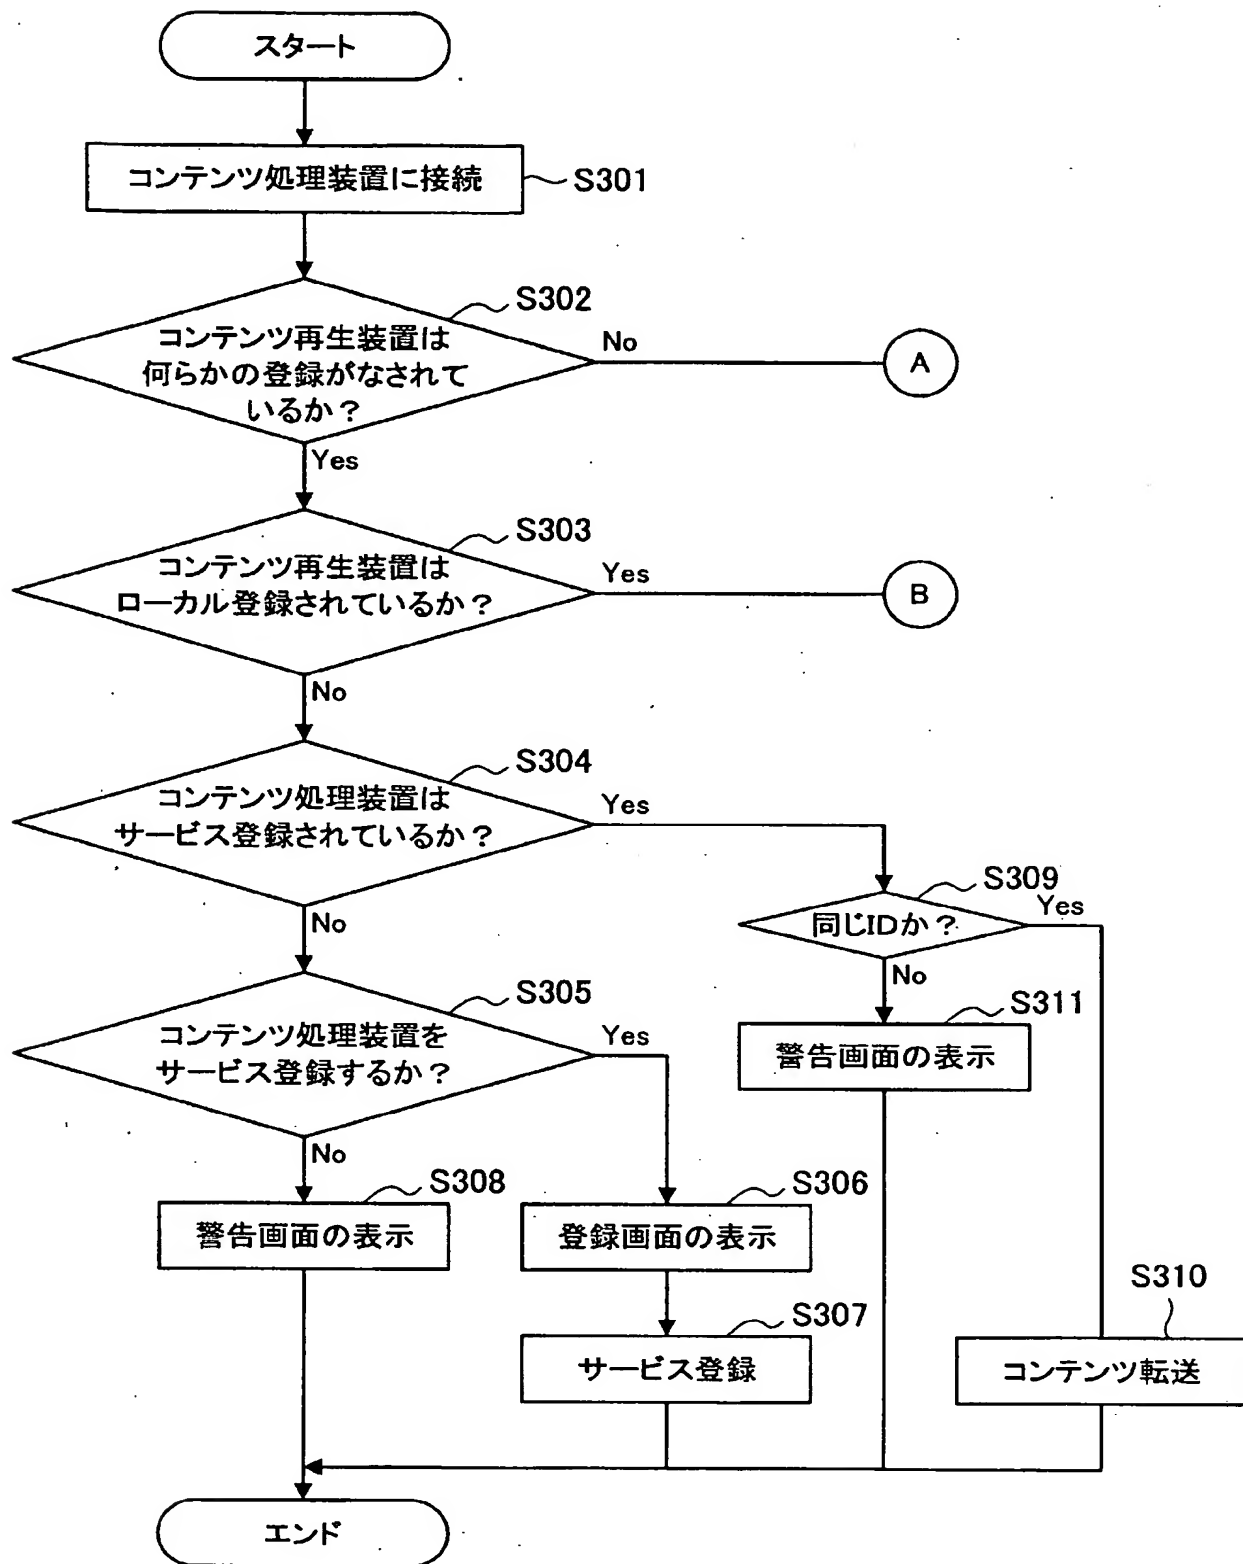 スタート
コンテンツ処理装置に接続
S301
S302
コンテンツ再生装置は
何らかの登録がなされて
いるか？
No
A
Yes
S303
コンテンツ再生装置は
ローカル登録されているか？
Yes
B
No
S304
コンテンツ処理装置は
サービス登録されているか？
Yes
No
S309
同じIDか？
Yes
No
S305
コンテンツ処理装置を
サービス登録するか？
Yes
S311
警告画面の表示
No
S308
警告画面の表示
S306
登録画面の表示
S307
サービス登録
S310
コンテンツ転送
エンド